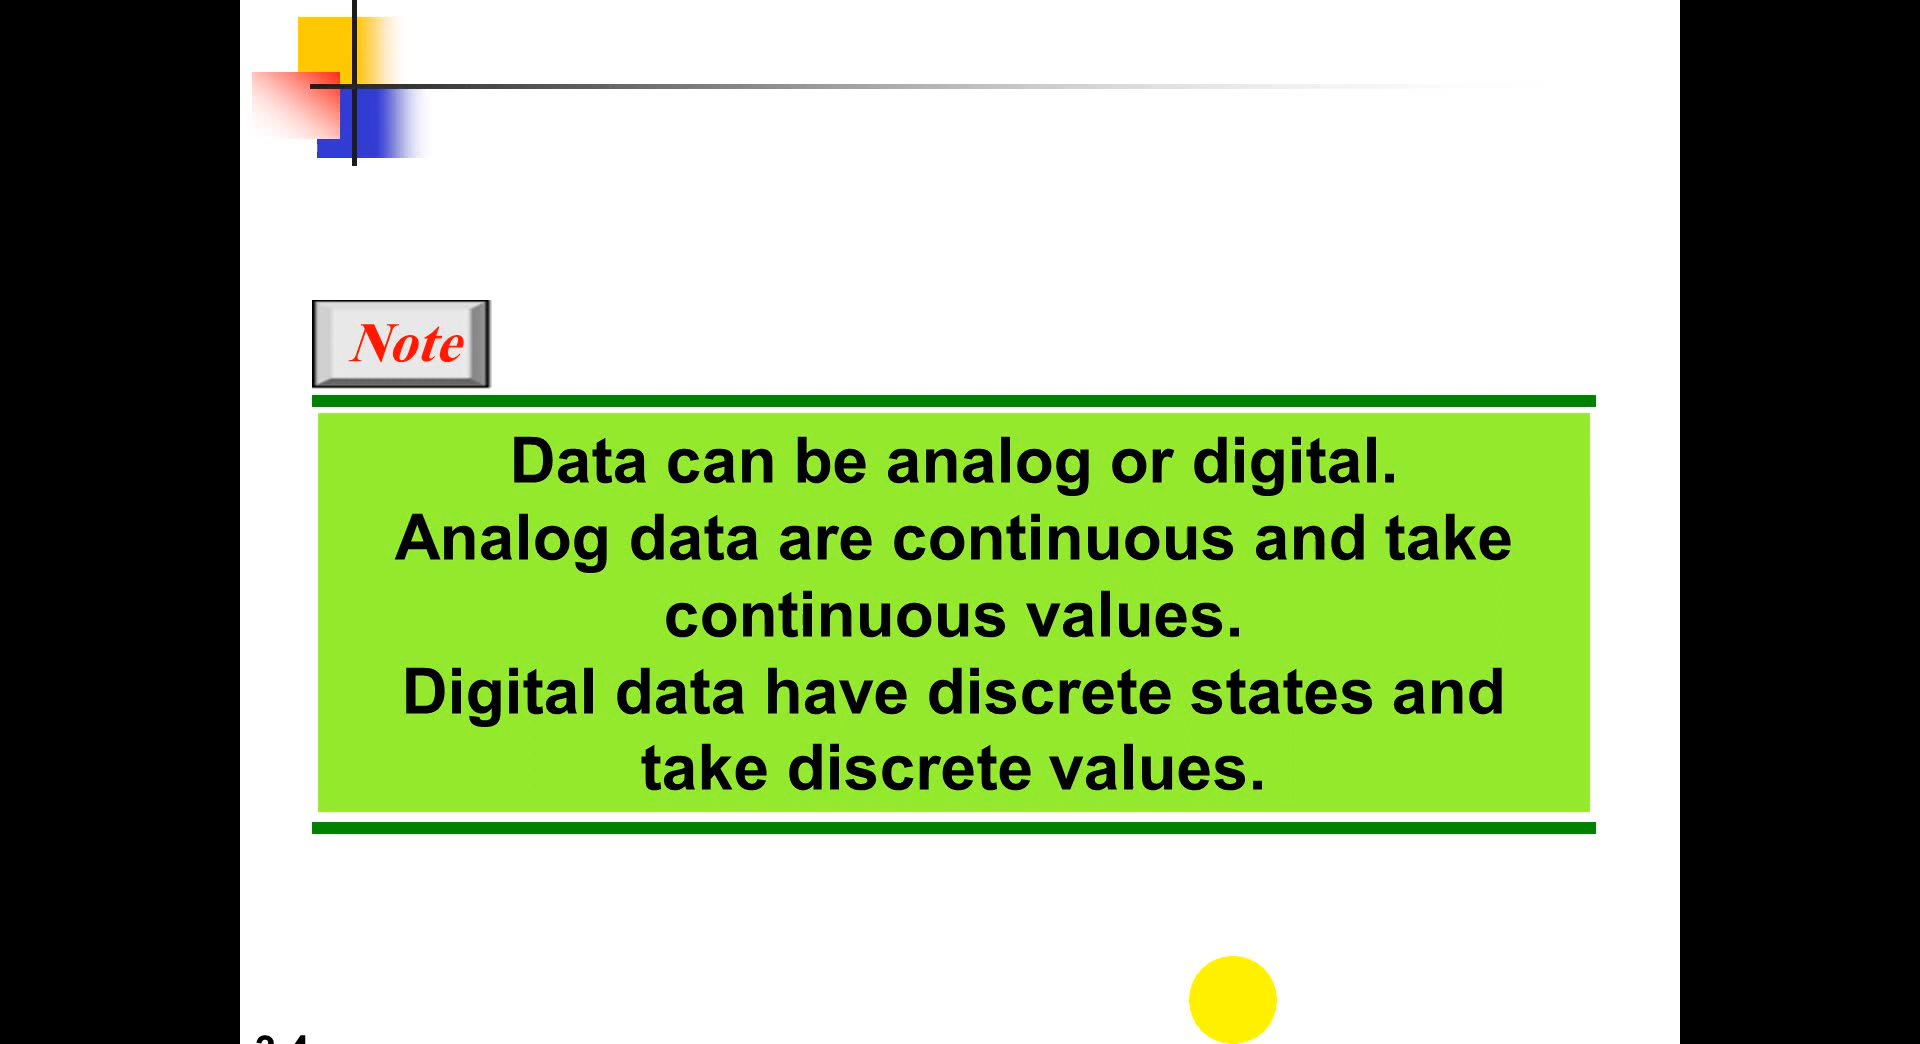 Note
Data can be analog or digital.
Analog data are continuous and take
continuous values.
Digital data have discrete states and
take discrete values.